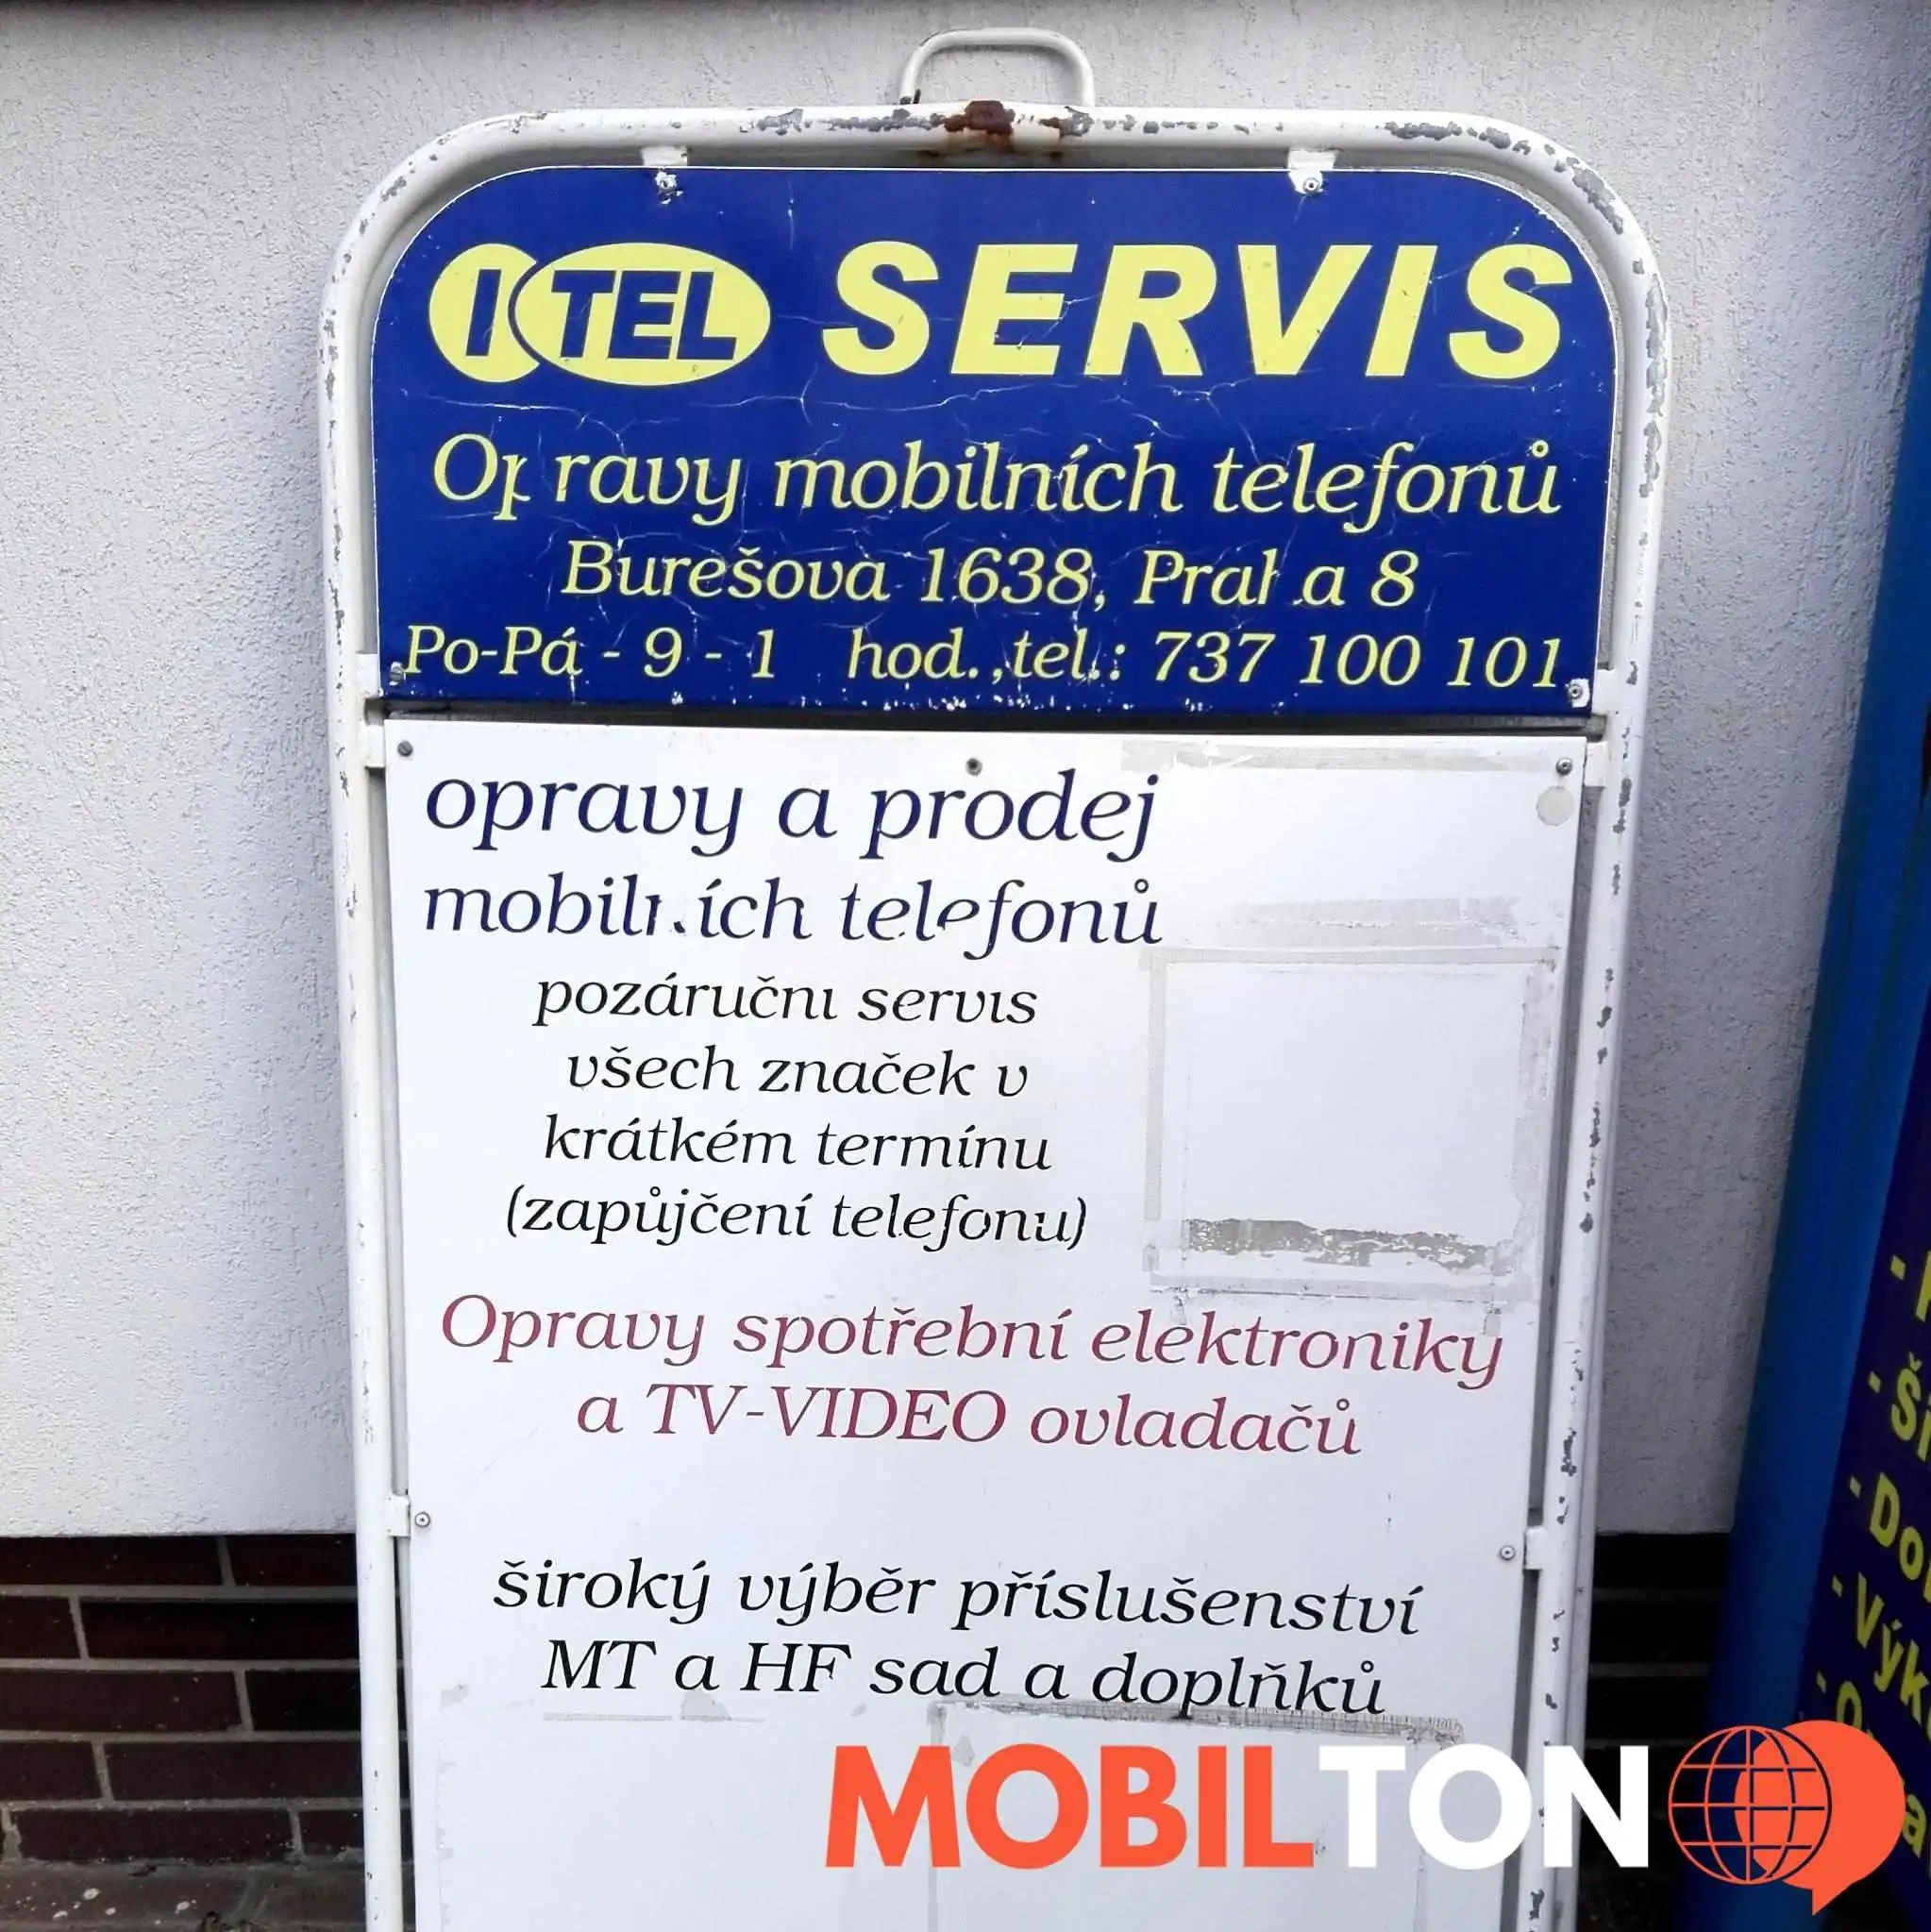 ITEL SERVIS
Opravy mobilních telefonů
Burešova 1638, Praha 8
Po-Pá - 9 - 1 hod., tel.: 737 100 101
opravy a prodej
mobilních telefonů
pozáruční servis
všech značek v
krátkém termínu
(zapůjčení telefonu)
Opravy spotřební elektroniky
a TV-VIDEO ovladačů
široký výběr příslušenství
MT a HF sad a doplňků
MOBILTON